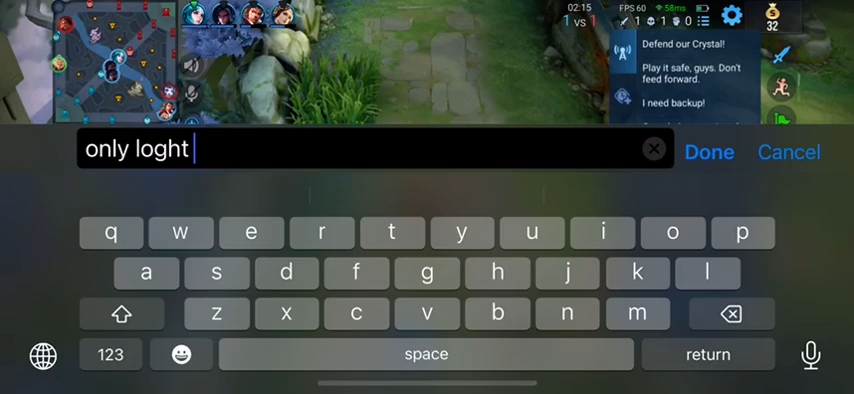 02:15
FPS 60
58ms
1 VS 1
1 1 0
S
32
Defend our Crystal!
Play it safe, guys. Don't
feed forward.
I need backup!
only loght
Done
Cancel
q w e r t y u i o p
a s d f g h j k l
z x c v b n m
123
space
return